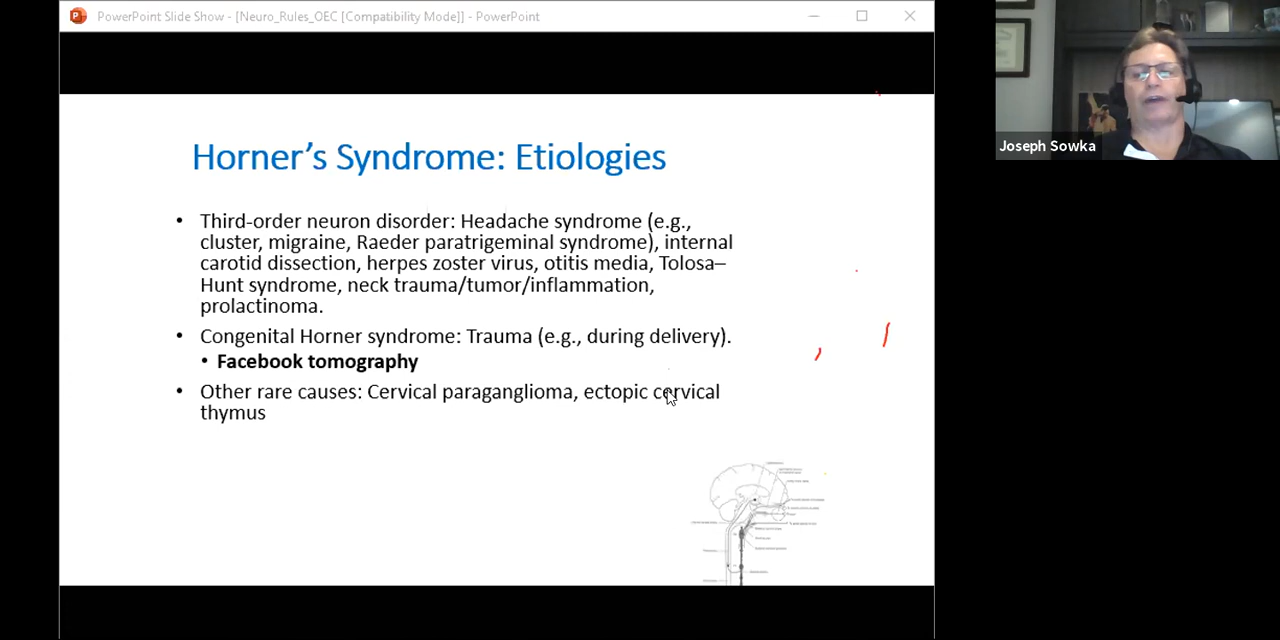 PowerPoint Slide Show - [Neuro_Rules_OEC [Compatibility Mode]] - PowerPoint
Joseph Sowka
Horner’s Syndrome: Etiologies
• Third-order neuron disorder: Headache syndrome (e.g.,
cluster, migraine, Raeder paratrigeminal syndrome), internal
carotid dissection, herpes zoster virus, otitis media, Tolosa–
Hunt syndrome, neck trauma/tumor/inflammation,
prolactinoma.
• Congenital Horner syndrome: Trauma (e.g., during delivery).
• Facebook tomography
• Other rare causes: Cervical paraganglioma, ectopic cervical
thymus